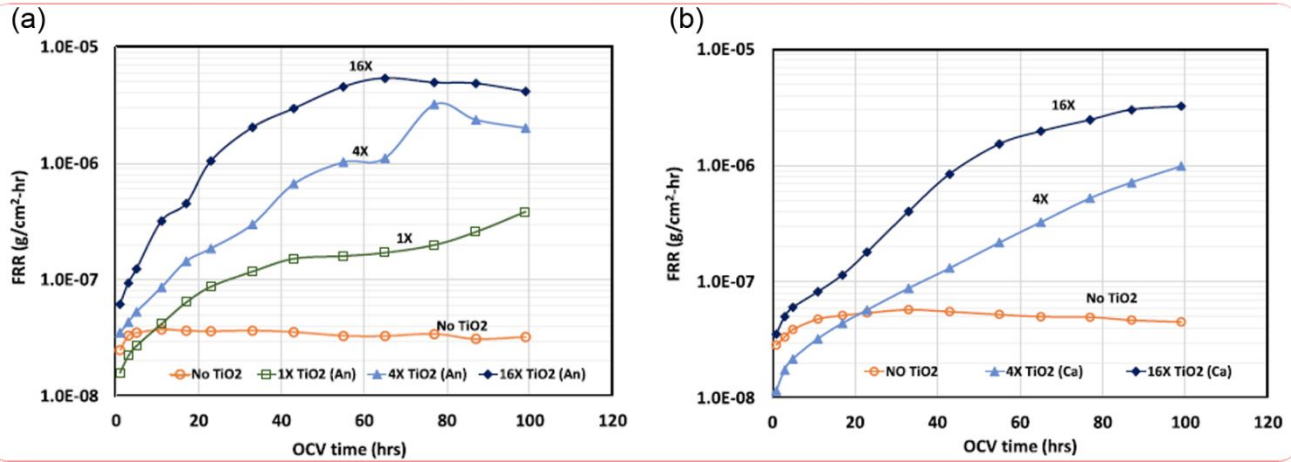 (a)
FRR (g/cm²-hr)
1.0E-05
1.0E-06
1.0E-07
1.0E-08
16X
4X
1X
No TiO2
No TiO2 1X TiO2 (An) 4X TiO2 (An) 16X TiO2 (An)
0 20 40 60 80 100 120
OCV time (hrs)
(b)
FRR (g/cm²-hr)
1.0E-05
1.0E-06
1.0E-07
1.0E-08
16X
4X
No TiO2
NO TiO2 4X TiO2 (Ca) 16X TiO2 (Ca)
0 20 40 60 80 100 120
OCV time (hrs)